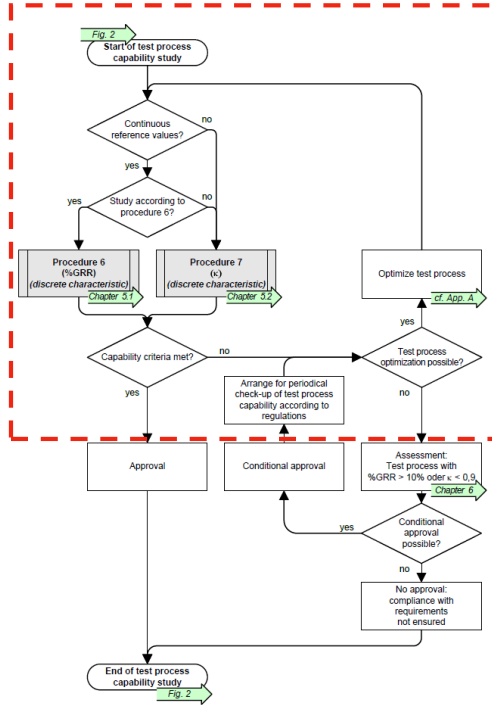 Fig. 2
Start of test process
capability study
Continuous
reference values?
no
yes
Study according to
procedure 6?
yes
no
Procedure 6
(%GRR)
(discrete characteristic)
Chapter 5.1
Procedure 7
(κ)
(discrete characteristic)
Chapter 5.2
Optimize test process
cf. App. A
yes
Capability criteria met?
no
Test process
optimization possible?
yes
no
Arrange for periodical
check-up of test process
capability according to
regulations
Approval
Conditional approval
Assessment:
Test process with
%GRR > 10% oder κ < 0,9
Chapter 6
yes
Conditional
approval
possible?
no
No approval:
compliance with
requirements
not ensured
End of test process
capability study
Fig. 2